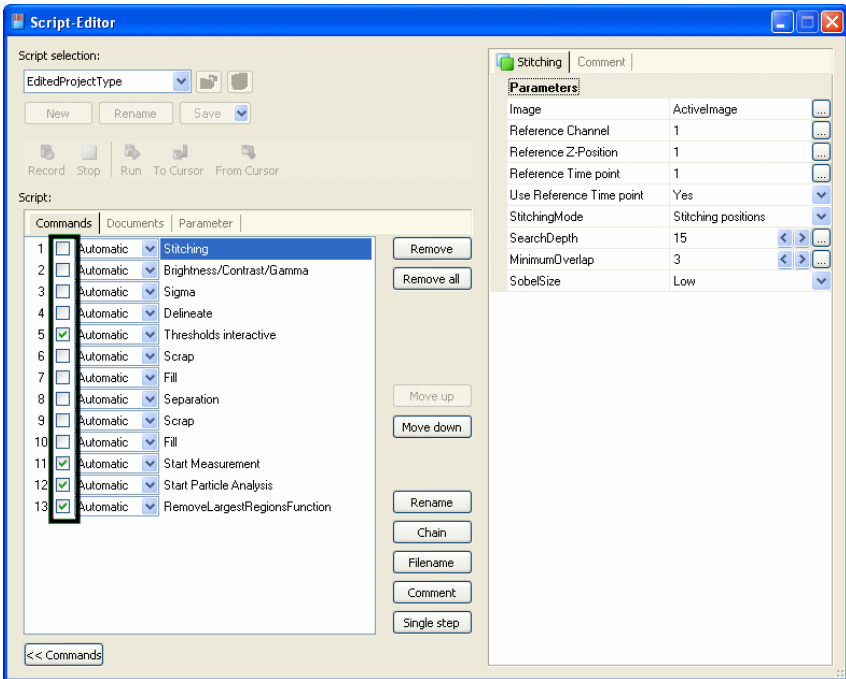 Script-Editor
Script selection:
EditedProjectType
New Rename Save
Record Stop Run To Cursor From Cursor
Script:
Commands Documents Parameter
1 Automatic Stitching
2 Automatic Brightness/Contrast/Gamma
3 Automatic Sigma
4 Automatic Delineate
5 Automatic Thresholds interactive
6 Automatic Scrap
7 Automatic Fill
8 Automatic Separation
9 Automatic Scrap
10 Automatic Fill
11 Automatic Start Measurement
12 Automatic Start Particle Analysis
13 Automatic RemoveLargestRegionsFunction
Remove
Remove all
Move up
Move down
Rename
Chain
Filename
Comment
Single step
<< Commands
Stitching Comment
Parameters
Image ActiveImage ...
Reference Channel 1 ...
Reference Z-Position 1 ...
Reference Time point 1 ...
Use Reference Time point Yes
StitchingMode Stitching positions
SearchDepth 15 < > ...
MinimumOverlap 3 < > ...
SobelSize Low